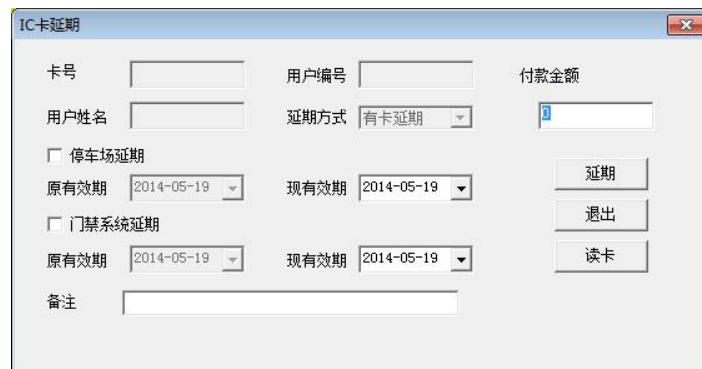 IC卡延期
卡号 用户编号 付款金额
用户姓名 延期方式 有卡延期 0
停车场延期
原有效期 2014-05-19 现有效期 2014-05-19 延期
门禁系统延期 退出
原有效期 2014-05-19 现有效期 2014-05-19 读卡
备注